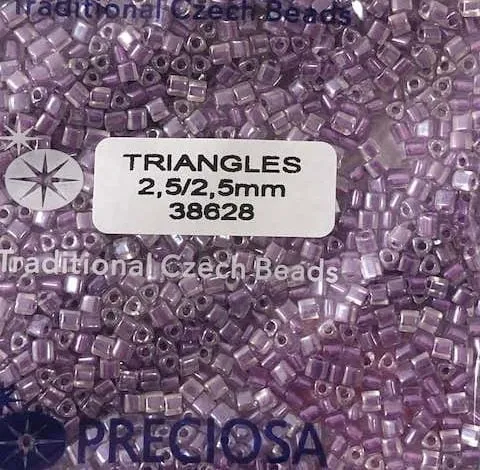 Traditional Czech Beads
TRIANGLES
2,5/2,5mm
38628
Traditional Czech Beads
PRECIOSA